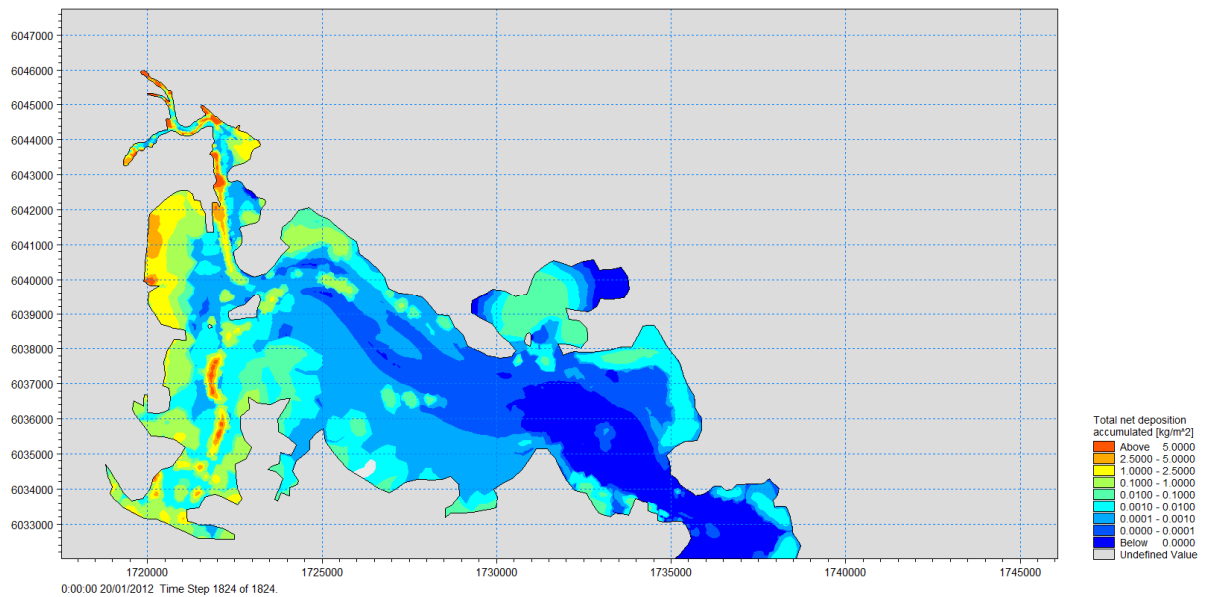 6047000
6046000
6045000
6044000
6043000
6042000
6041000
6040000
6039000
6038000
6037000
6036000
6035000
6034000
6033000
1720000 1725000 1730000 1735000 1740000 1745000
0:00:00 20/01/2012 Time Step 1824 of 1824.
Total net deposition
accumulated [kg/m^2]
Above 5.0000
2.5000 - 5.0000
1.0000 - 2.5000
0.1000 - 1.0000
0.0100 - 0.1000
0.0010 - 0.0100
0.0001 - 0.0010
0.0000 - 0.0001
Below 0.0000
Undefined Value